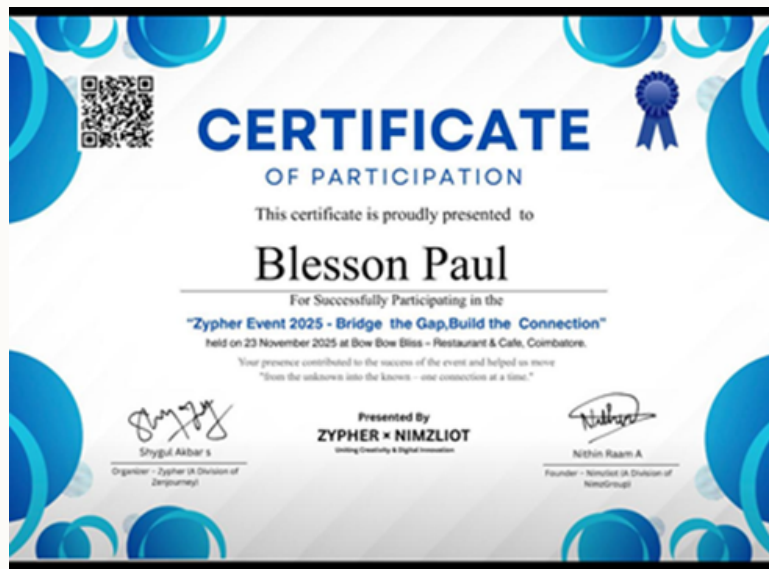 CERTIFICATE
OF PARTICIPATION
This certificate is proudly presented to
Blesson Paul
For Successfully Participating in the
"Zypher Event 2025 - Bridge the Gap,Build the Connection"
held on 23 November 2025 at Bow Bow Bliss – Restaurant & Cafe, Coimbatore.
Your presence contributed to the success of the event and helped us move
"from the unknown into the known – one connection at a time."
Shygul Akbar s
Organizer – Zypher (A Division of
Zenjourney)
Presented By
ZYPHER × NIMZLIOT
Uniting Creativity & Digital Innovation
Nithin
Nithin Raam A
Founder – Nimzliot (A Division of
NimzGroup)